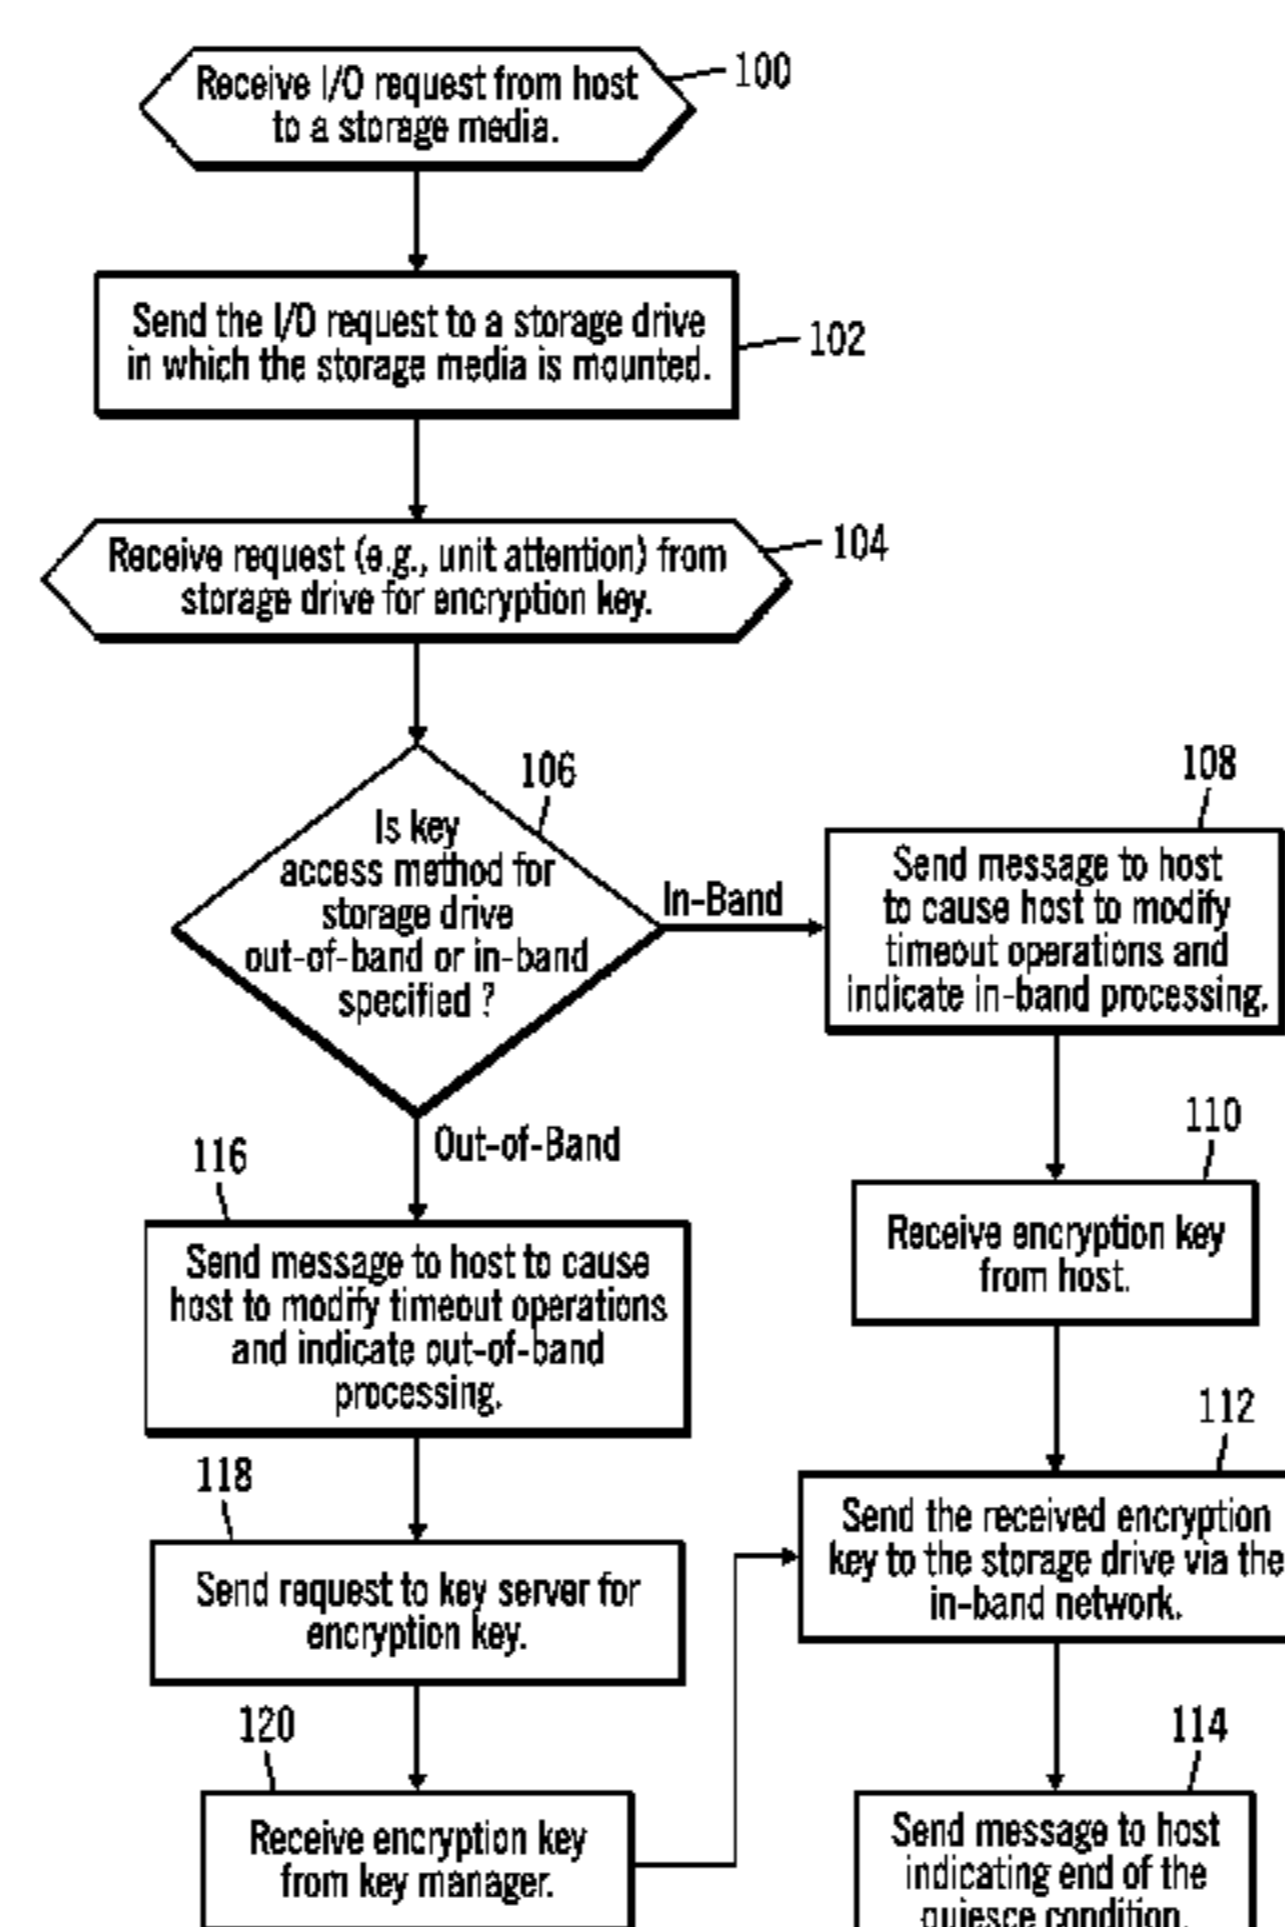 100
Receive I/O request from host
to a storage media.
Send the I/O request to a storage drive
in which the storage media is mounted.
102
Receive request (e.g., unit attention) from
storage drive for encryption key.
104
106
Is key
access method for
storage drive
out-of-band or in-band
specified ?
In-Band
108
Send message to host
to cause host to modify
timeout operations and
indicate in-band processing.
110
Receive encryption key
from host.
Out-of-Band
116
Send message to host to cause
host to modify timeout operations
and indicate out-of-band
processing.
118
Send request to key server for
encryption key.
112
Send the received encryption
key to the storage drive via the
in-band network.
120
Receive encryption key
from key manager.
114
Send message to host
indicating end of the
quiesce condition.